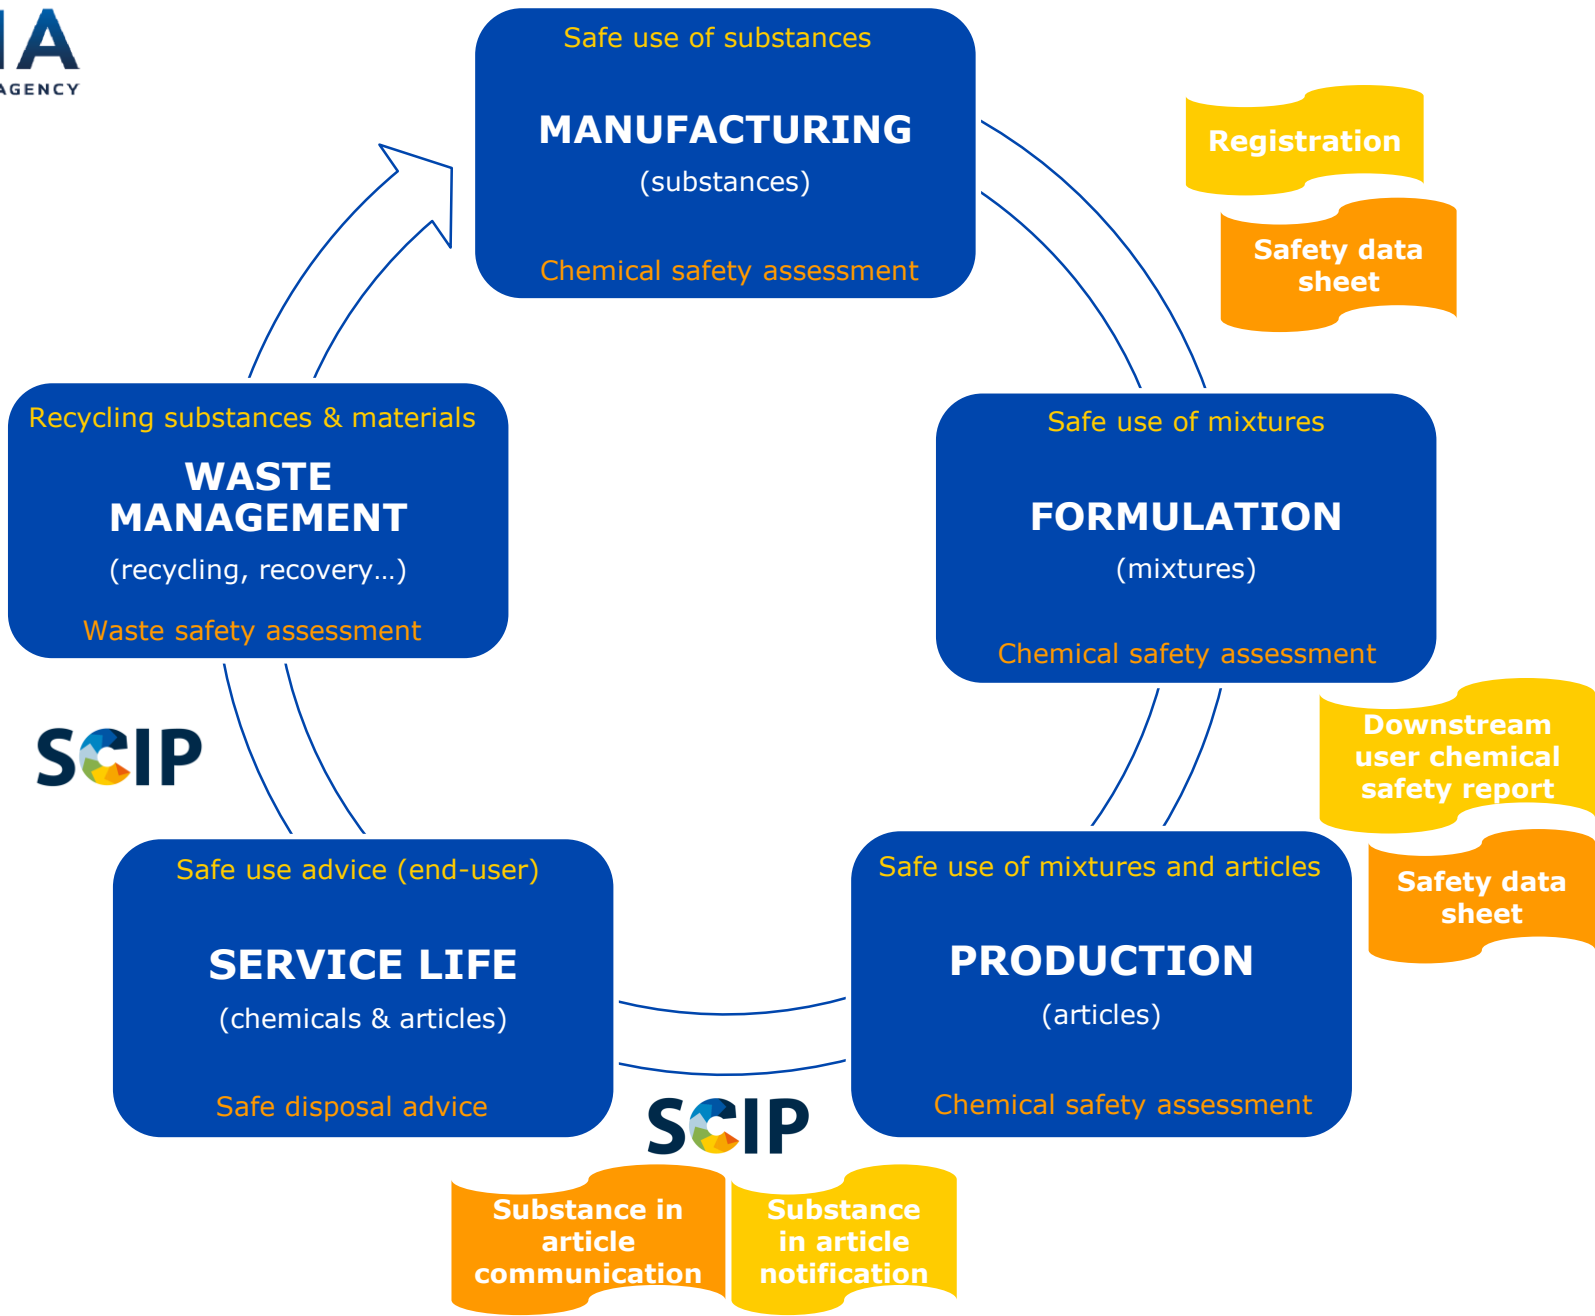 AGENCY
Safe use of substances
MANUFACTURING
(substances)
Chemical safety assessment
Registration
Safety data
sheet
Safe use of mixtures
FORMULATION
(mixtures)
Chemical safety assessment
Downstream
user chemical
safety report
Safety data
sheet
Safe use of mixtures and articles
PRODUCTION
(articles)
Chemical safety assessment
SCIP
Substance in
article
communication
Substance
in article
notification
Safe use advice (end-user)
SERVICE LIFE
(chemicals & articles)
Safe disposal advice
SCIP
Recycling substances & materials
WASTE
MANAGEMENT
(recycling, recovery…)
Waste safety assessment